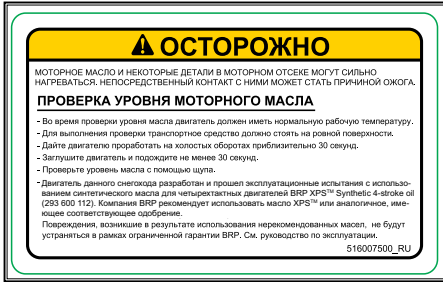 ОСТОРОЖНО
МОТОРНОЕ МАСЛО И НЕКОТОРЫЕ ДЕТАЛИ В МОТОРНОМ ОТСЕКЕ МОГУТ СИЛЬНО
НАГРЕВАТЬСЯ. НЕПОСРЕДСТВЕННЫЙ КОНТАКТ С НИМИ МОЖЕТ СТАТЬ ПРИЧИНОЙ ОЖОГА.
ПРОВЕРКА УРОВНЯ МОТОРНОГО МАСЛА
- Во время проверки уровня масла двигатель должен иметь нормальную рабочую температуру.
- Для выполнения проверки транспортное средство должно стоять на ровной поверхности.
- Дайте двигателю проработать на холостых оборотах приблизительно 30 секунд.
- Заглушите двигатель и подождите не менее 30 секунд.
- Проверьте уровень масла с помощью щупа.
- Двигатель данного снегохода разработан и прошел эксплуатационные испытания с использо-
ванием синтетического масла для четырехтактных двигателей BRP XPS™ Synthetic 4-stroke oil
(293 600 112). Компания BRP рекомендует использовать масло XPS™ или аналогичное, име-
ющее соответствующее одобрение.
Повреждения, возникшие в результате использования нерекомендованных масел, не будут
устраняться в рамках ограниченной гарантии BRP. См. руководство по эксплуатации.
516007500_RU